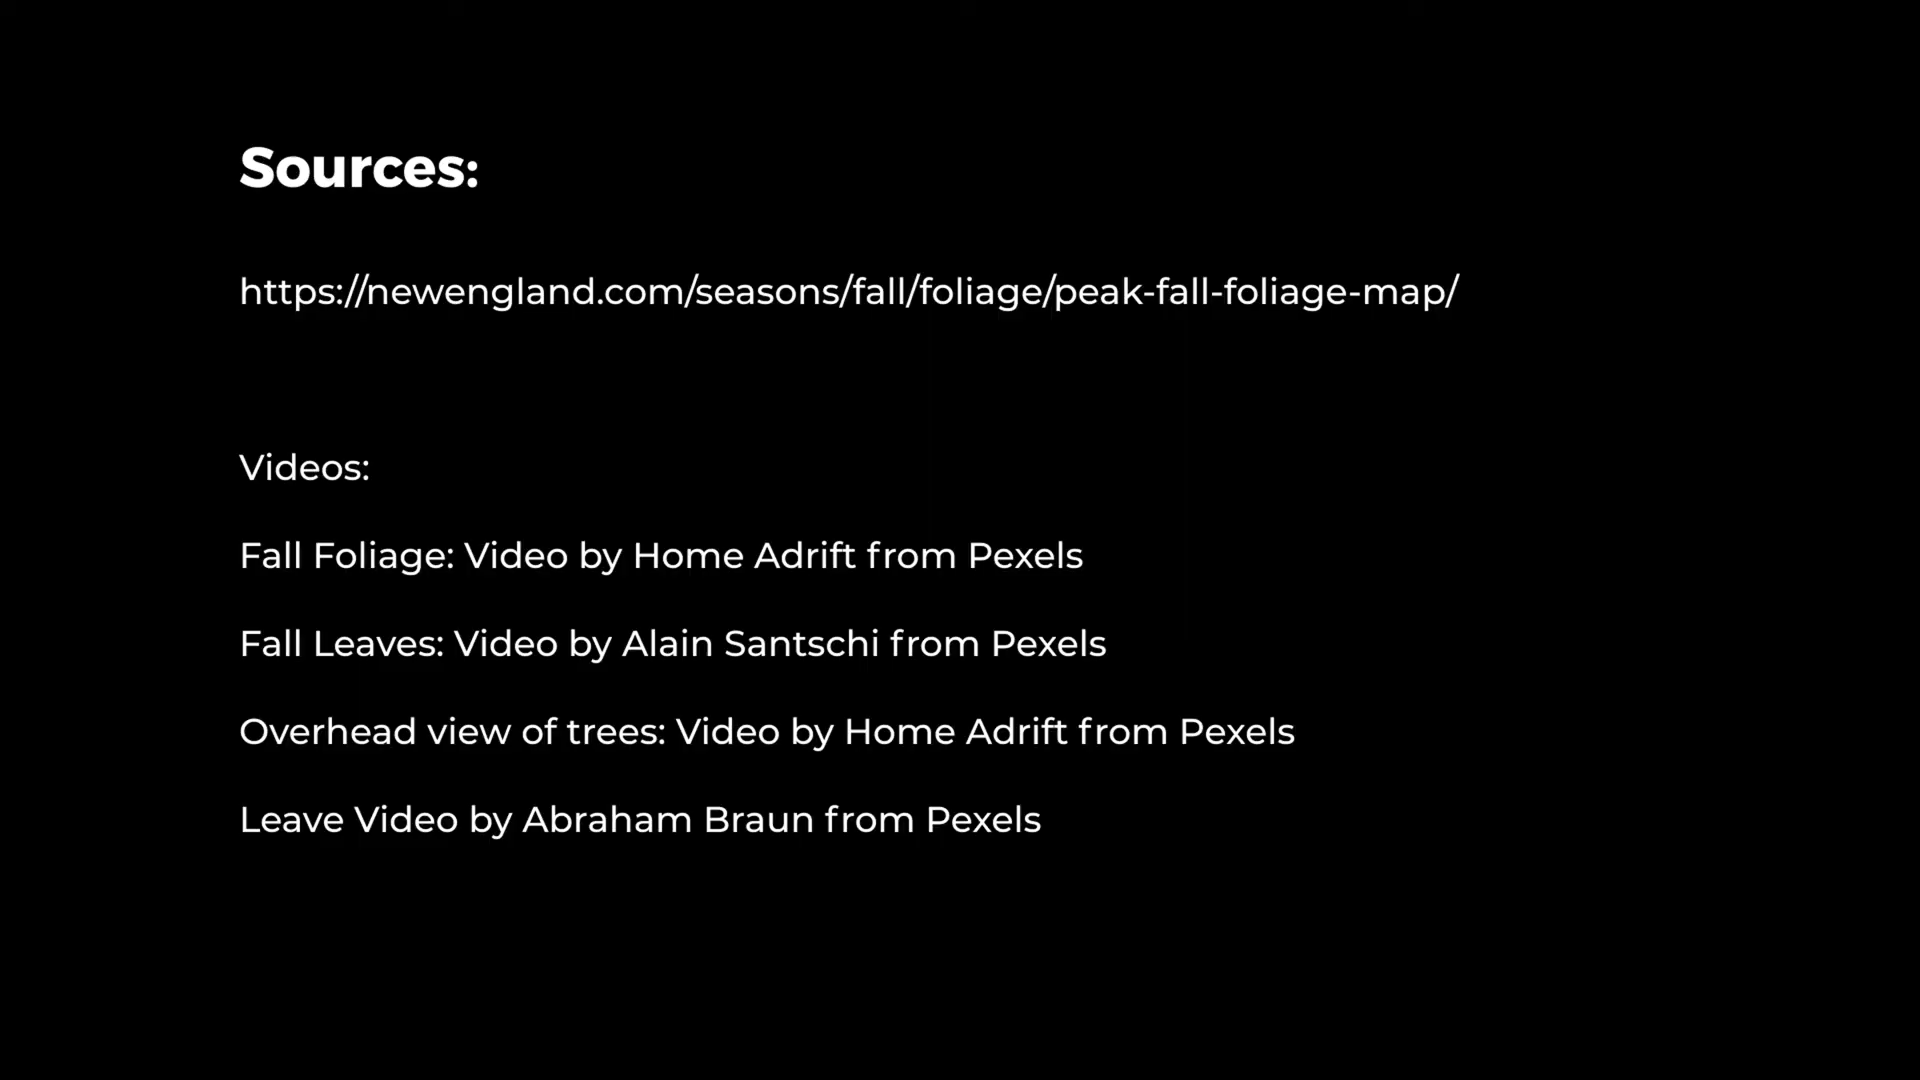 Sources:
https://newengland.com/seasons/fall/foliage/peak-fall-foliage-map/
Videos:
Fall Foliage: Video by Home Adrift from Pexels
Fall Leaves: Video by Alain Santschi from Pexels
Overhead view of trees: Video by Home Adrift from Pexels
Leave Video by Abraham Braun from Pexels